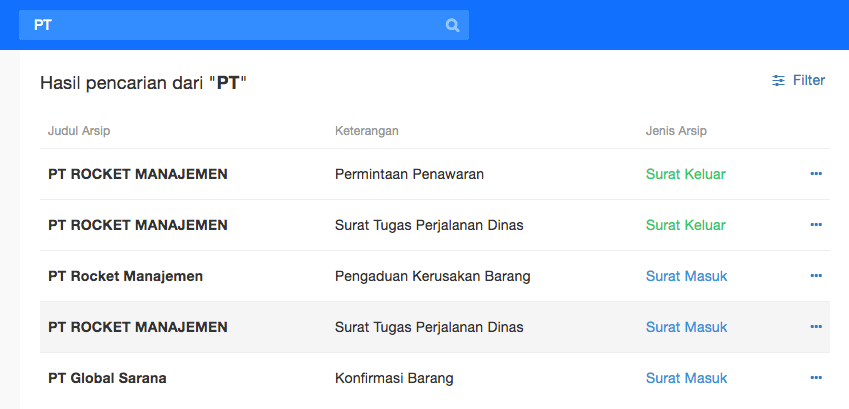 PT
Hasil pencarian dari "PT"
Filter
Judul Arsip Keterangan Jenis Arsip
PT ROCKET MANAJEMEN Permintaan Penawaran Surat Keluar
PT ROCKET MANAJEMEN Surat Tugas Perjalanan Dinas Surat Keluar
PT Rocket Manajemen Pengaduan Kerusakan Barang Surat Masuk
PT ROCKET MANAJEMEN Surat Tugas Perjalanan Dinas Surat Masuk
PT Global Sarana Konfirmasi Barang Surat Masuk